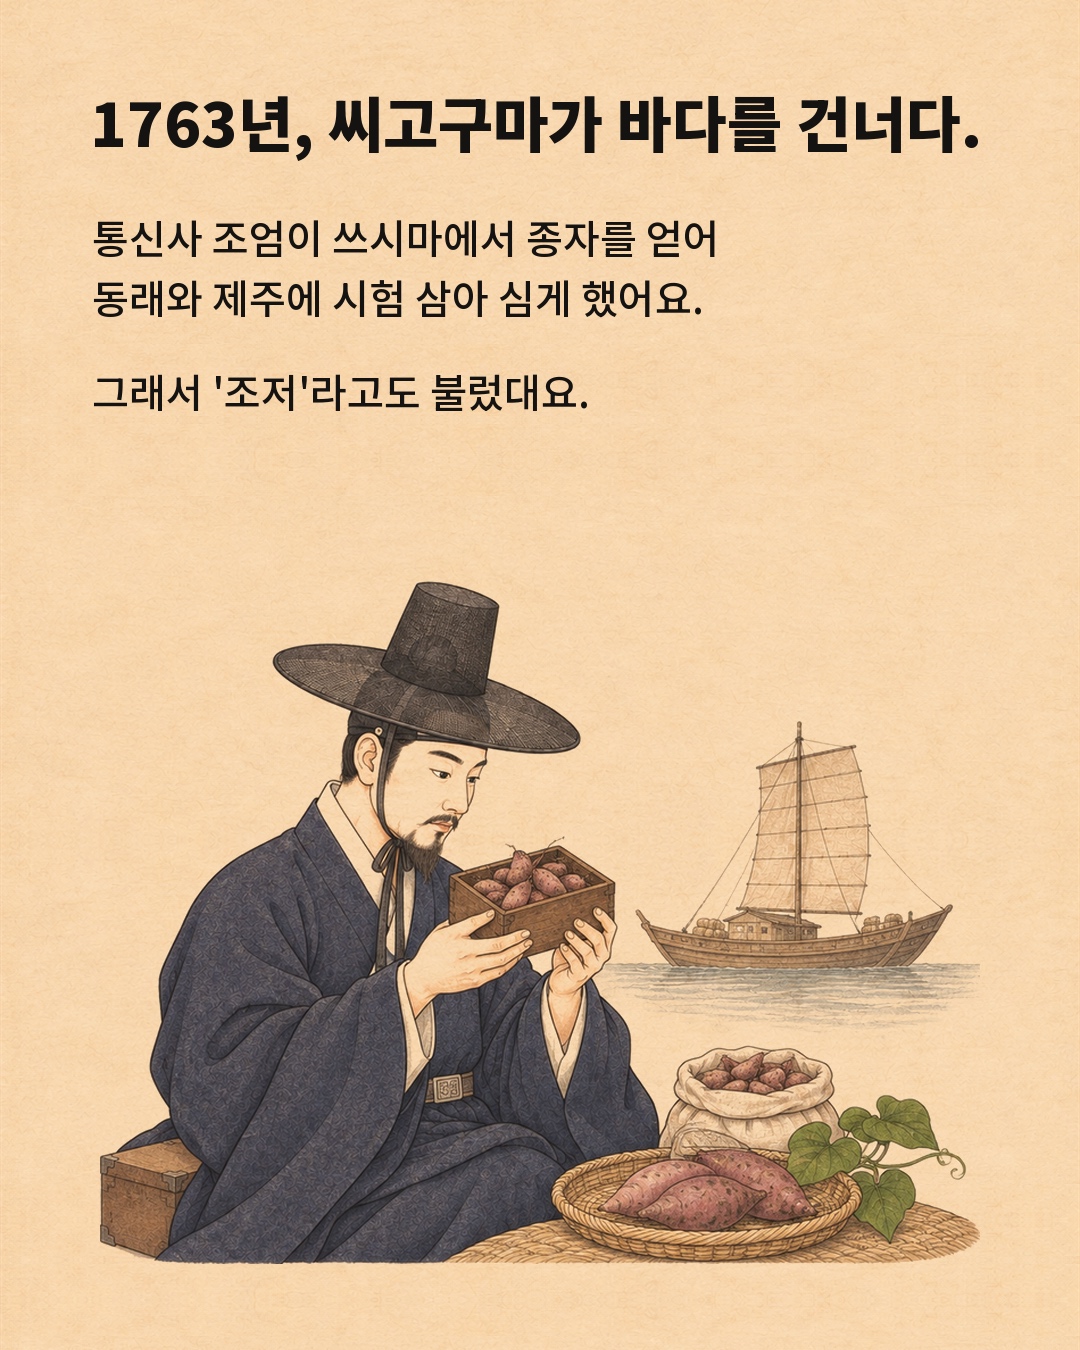 1763년, 씨고구마가 바다를 건너다.
통신사 조엄이 쓰시마에서 종자를 얻어
동래와 제주에 시험 삼아 심게 했어요.
그래서 '조저'라고도 불렀대요.